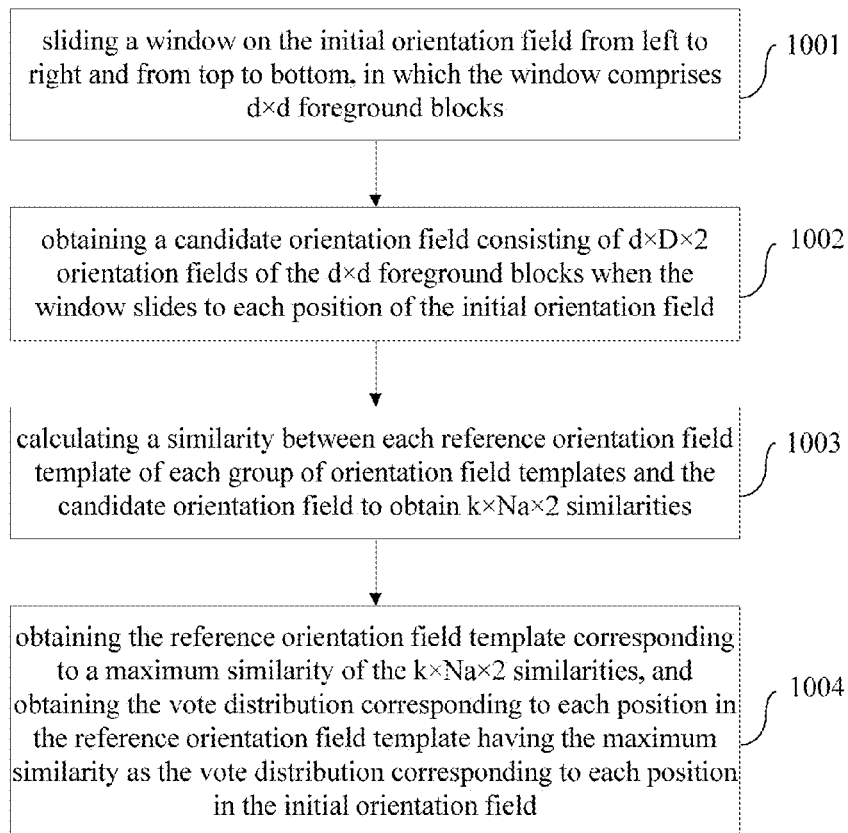 sliding a window on the initial orientation field from left to
right and from top to bottom, in which the window comprises
d×d foreground blocks
1001
obtaining a candidate orientation field consisting of d×D×2
orientation fields of the d×d foreground blocks when the
window slides to each position of the initial orientation field
1002
calculating a similarity between each reference orientation field
template of each group of orientation field templates and the
candidate orientation field to obtain k×Na×2 similarities
1003
obtaining the reference orientation field template corresponding
to a maximum similarity of the k×Na×2 similarities, and
obtaining the vote distribution corresponding to each position in
the reference orientation field template having the maximum
similarity as the vote distribution corresponding to each position
in the initial orientation field
1004